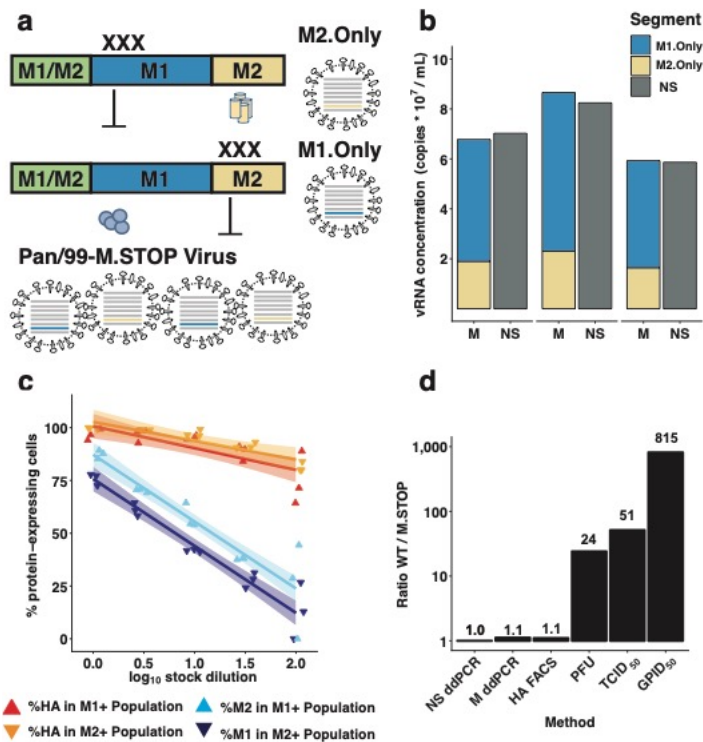 a
XXX
M2.Only
M1/M2 M1 M2
XXX
M1.Only
M1/M2 M1 M2
Pan/99-M.STOP Virus
b
Segment
M1.Only
M2.Only
NS
vRNA concentration (copies * 10⁷ / mL)
10
8
6
4
2
M NS M NS M NS
c
% protein−expressing cells
100
75
50
25
0
0.0 0.5 1.0 1.5 2.0
log₁₀ stock dilution
%HA in M1+ Population
%M2 in M1+ Population
%HA in M2+ Population
%M1 in M2+ Population
d
Ratio WT / M.STOP
1,000
100
10
1
1.0 1.1 1.1 24 51 815
NS ddPCR
M ddPCR
HA FACS
PFU
TCID₅₀
GPID₅₀
Method